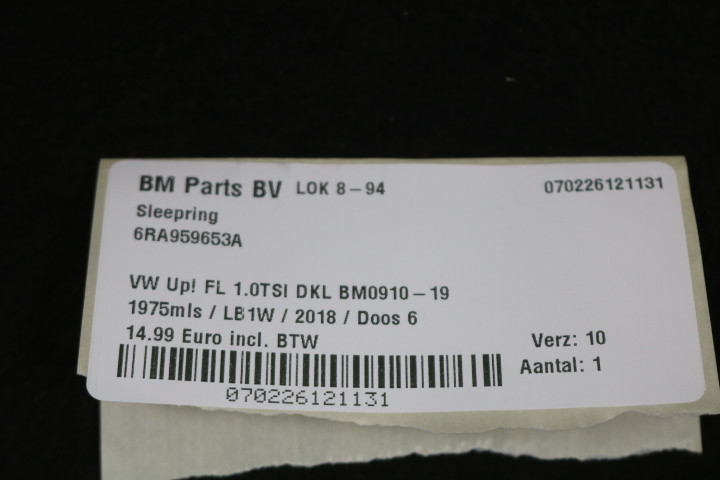 BM Parts BV LOK 8-94 070226121131
Sleepring
6RA959653A
VW Up! FL 1.0TSI DKL BM0910-19
1975mls / LB1W / 2018 / Doos 6
14.99 Euro incl. BTW Verz: 10
Aantal: 1
070226121131